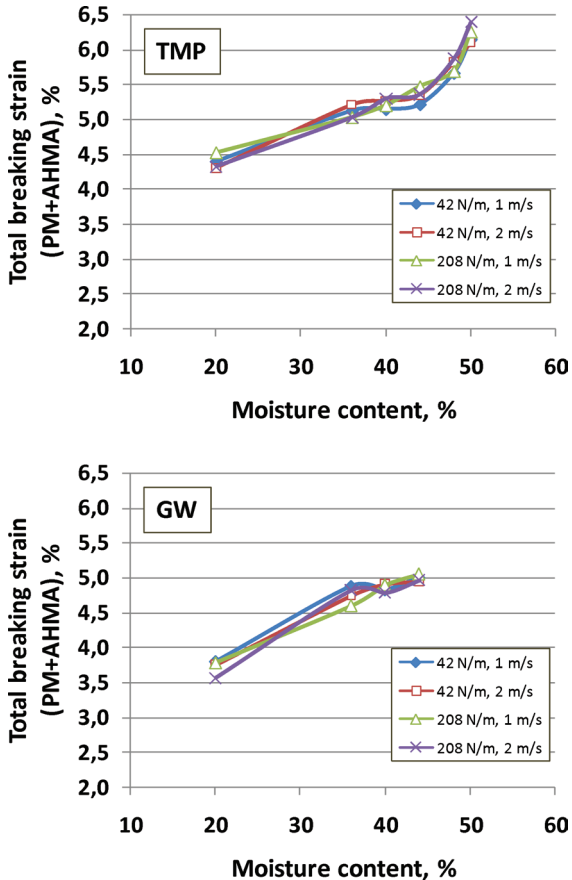 6,5
TMP
6,0
5,5
5,0
4,5
4,0
3,5
3,0
2,5
2,0
Total breaking strain
(PM+AHMA), %
42 N/m, 1 m/s
42 N/m, 2 m/s
208 N/m, 1 m/s
208 N/m, 2 m/s
10 20 30 40 50 60
Moisture content, %
6,5
GW
6,0
5,5
5,0
4,5
4,0
3,5
3,0
2,5
2,0
Total breaking strain
(PM+AHMA), %
42 N/m, 1 m/s
42 N/m, 2 m/s
208 N/m, 1 m/s
208 N/m, 2 m/s
10 20 30 40 50 60
Moisture content, %